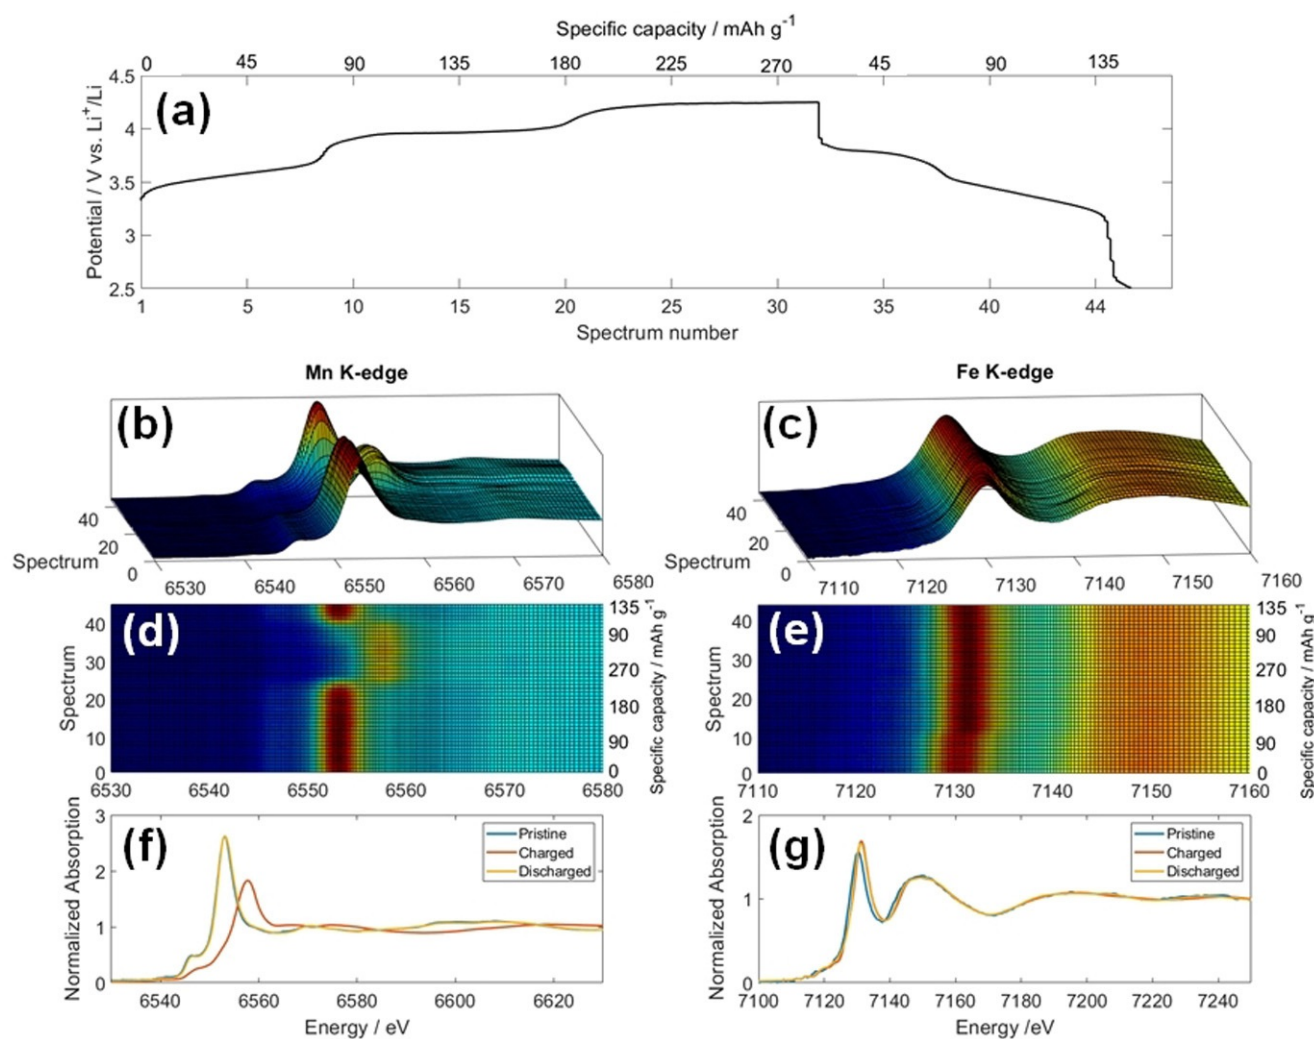 Specific capacity / mAh g-1
0 45 90 135 180 225 270 45 90 135
(a)
Potential / V vs. Li+/Li
4.5
4
3.5
3
2.5
1 5 10 15 20 25 30 35 40 44
Spectrum number
Mn K-edge
(b)
40
20
0
Spectrum
6530 6540 6550 6560 6570 6580
Fe K-edge
(c)
40
20
0
Spectrum
7110 7120 7130 7140 7150 7160
(d)
Spectrum
40
30
20
10
0
135
90
270
180
90
0
Specific capacity / mAh g-1
6530 6540 6550 6560 6570 6580
(e)
Spectrum
40
30
20
10
0
135
90
270
180
90
0
Specific capacity / mAh g-1
7110 7120 7130 7140 7150 7160
(f)
Normalized Absorption
3
2
1
0
Pristine
Charged
Discharged
6540 6560 6580 6600 6620
Energy / eV
(g)
Normalized Absorption
2
1
0
Pristine
Charged
Discharged
7100 7120 7140 7160 7180 7200 7220 7240
Energy /eV